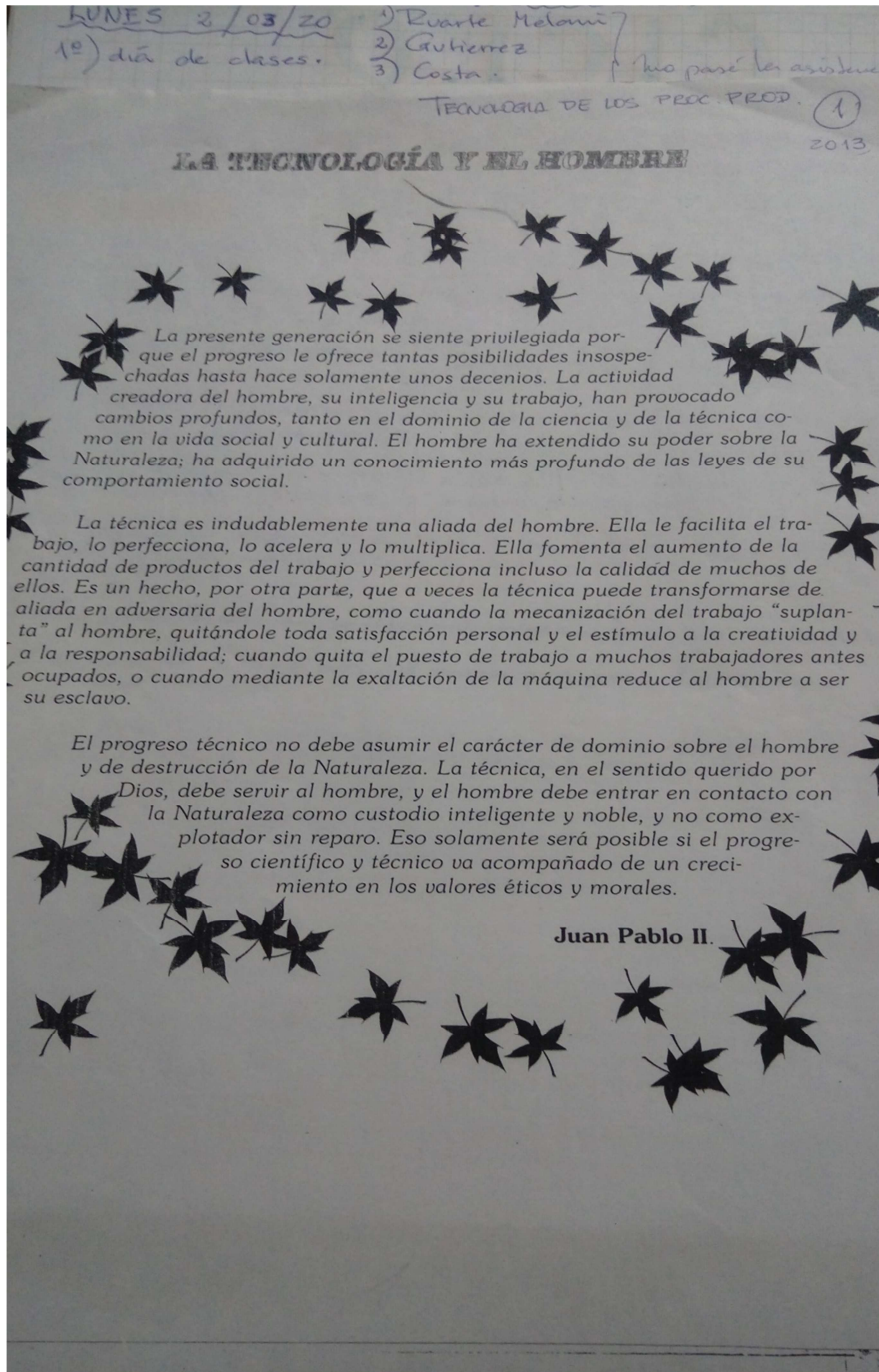 LUNES 2/03/20
1º) diá de clases.
1) Ruarte Melani
2) Gutierrez
3) Costa.
no pasé la asistenc
TECNOLOGIA DE LOS PROC. PROD. 1
2013
LA TECNOLOGÍA Y EL HOMBRE
La presente generación se siente privilegiada por-
que el progreso le ofrece tantas posibilidades insospe-
chadas hasta hace solamente unos decenios. La actividad
creadora del hombre, su inteligencia y su trabajo, han provocado
cambios profundos, tanto en el dominio de la ciencia y de la técnica co-
mo en la vida social y cultural. El hombre ha extendido su poder sobre la
Naturaleza; ha adquirido un conocimiento más profundo de las leyes de su
comportamiento social.
La técnica es indudablemente una aliada del hombre. Ella le facilita el tra-
bajo, lo perfecciona, lo acelera y lo multiplica. Ella fomenta el aumento de la
cantidad de productos del trabajo y perfecciona incluso la calidad de muchos de
ellos. Es un hecho, por otra parte, que a veces la técnica puede transformarse de
aliada en adversaria del hombre, como cuando la mecanización del trabajo “suplan-
ta” al hombre, quitándole toda satisfacción personal y el estímulo a la creatividad y
a la responsabilidad; cuando quita el puesto de trabajo a muchos trabajadores antes
ocupados, o cuando mediante la exaltación de la máquina reduce al hombre a ser
su esclavo.
El progreso técnico no debe asumir el carácter de dominio sobre el hombre
y de destrucción de la Naturaleza. La técnica, en el sentido querido por
Dios, debe servir al hombre, y el hombre debe entrar en contacto con
la Naturaleza como custodio inteligente y noble, y no como ex-
plotador sin reparo. Eso solamente será posible si el progre-
so científico y técnico va acompañado de un creci-
miento en los valores éticos y morales.
Juan Pablo II.